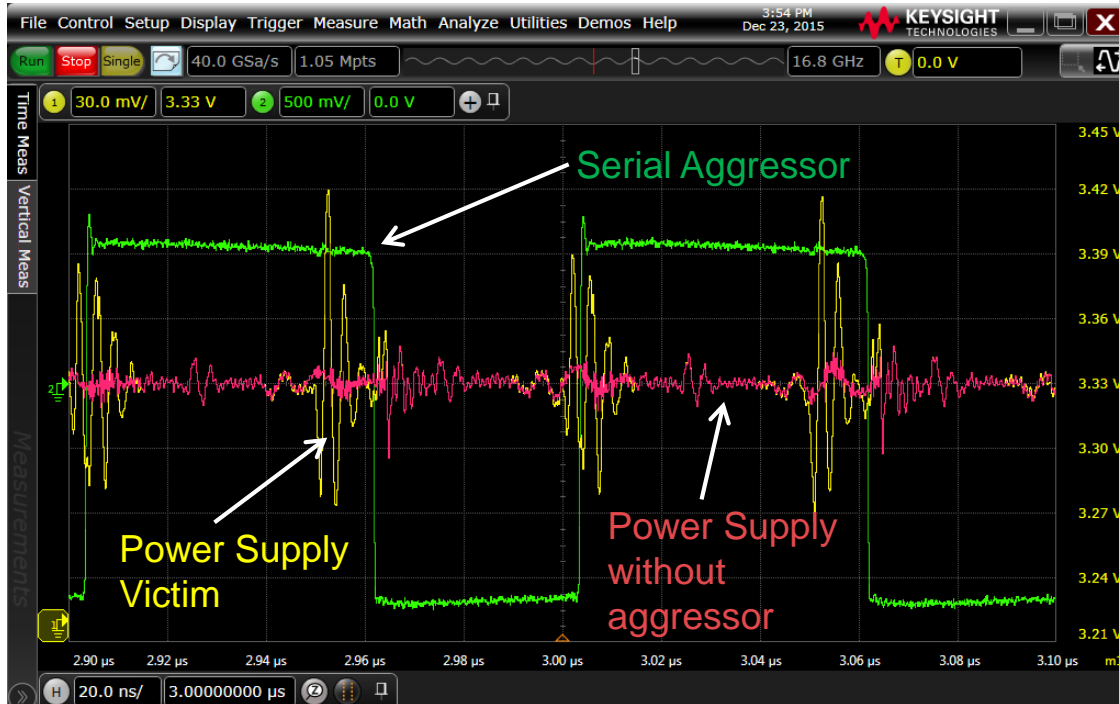 File Control Setup Display Trigger Measure Math Analyze Utilities Demos Help
3:54 PM
Dec 23, 2015
KEYSIGHT
TECHNOLOGIES
Run Stop Single 40.0 GSa/s 1.05 Mpts 16.8 GHz T 0.0 V
1 30.0 mV/ 3.33 V 2 500 mV/ 0.0 V
Time Meas
Vertical Meas
Measurements
3.45 V
3.42 V
3.39 V
3.36 V
3.33 V
3.30 V
3.27 V
3.24 V
3.21 V
Serial Aggressor
2
Power Supply
Victim
Power Supply
without
aggressor
1
2.90 µs 2.92 µs 2.94 µs 2.96 µs 2.98 µs 3.00 µs 3.02 µs 3.04 µs 3.06 µs 3.08 µs 3.10 µs
H 20.0 ns/ 3.00000000 µs Z